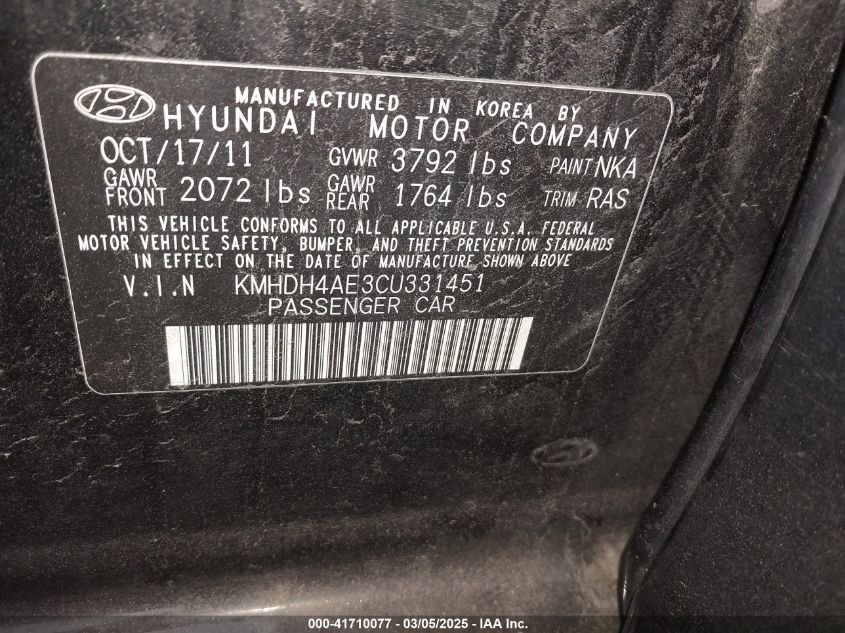 MANUFACTURED IN KOREA BY
HYUNDAI MOTOR COMPANY
OCT/17/11 GVWR 3792 lbs PAINT NKA
GAWR FRONT 2072 lbs GAWR REAR 1764 lbs TRIM RAS
THIS VEHICLE CONFORMS TO ALL APPLICABLE U.S.A. FEDERAL
MOTOR VEHICLE SAFETY, BUMPER, AND THEFT PREVENTION STANDARDS
IN EFFECT ON THE DATE OF MANUFACTURE SHOWN ABOVE
V.I.N KMHDH4AE3CU331451
PASSENGER CAR
000-41710077 - 03/05/2025 - IAA Inc.